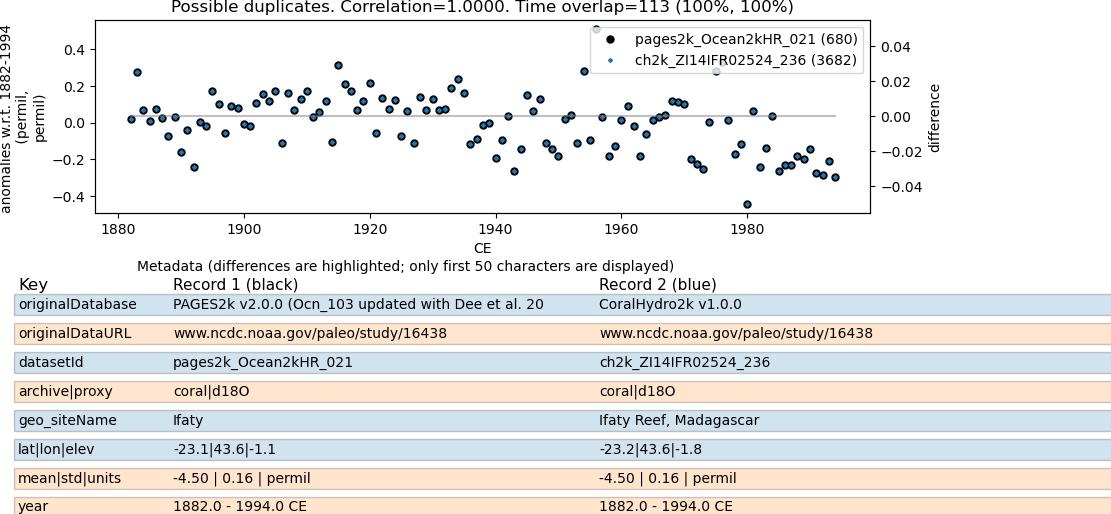 Possible duplicates. Correlation=1.0000. Time overlap=113 (100%, 100%)
anomalies w.r.t. 1882-1994
(permil,
permil)
0.4
0.2
0.0
−0.2
−0.4
pages2k_Ocean2kHR_021 (680)
ch2k_ZI14IFR02524_236 (3682)
0.04
0.02
0.00
−0.02
−0.04
difference
1880 1900 1920 1940 1960 1980
CE
Metadata (differences are highlighted; only first 50 characters are displayed)
Key Record 1 (black) Record 2 (blue)
originalDatabase PAGES2k v2.0.0 (Ocn_103 updated with Dee et al. 20 CoralHydro2k v1.0.0
originalDataURL www.ncdc.noaa.gov/paleo/study/16438 www.ncdc.noaa.gov/paleo/study/16438
datasetId pages2k_Ocean2kHR_021 ch2k_ZI14IFR02524_236
archive|proxy coral|d18O coral|d18O
geo_siteName Ifaty Ifaty Reef, Madagascar
lat|lon|elev -23.1|43.6|-1.1 -23.2|43.6|-1.8
mean|std|units -4.50 | 0.16 | permil -4.50 | 0.16 | permil
year 1882.0 - 1994.0 CE 1882.0 - 1994.0 CE